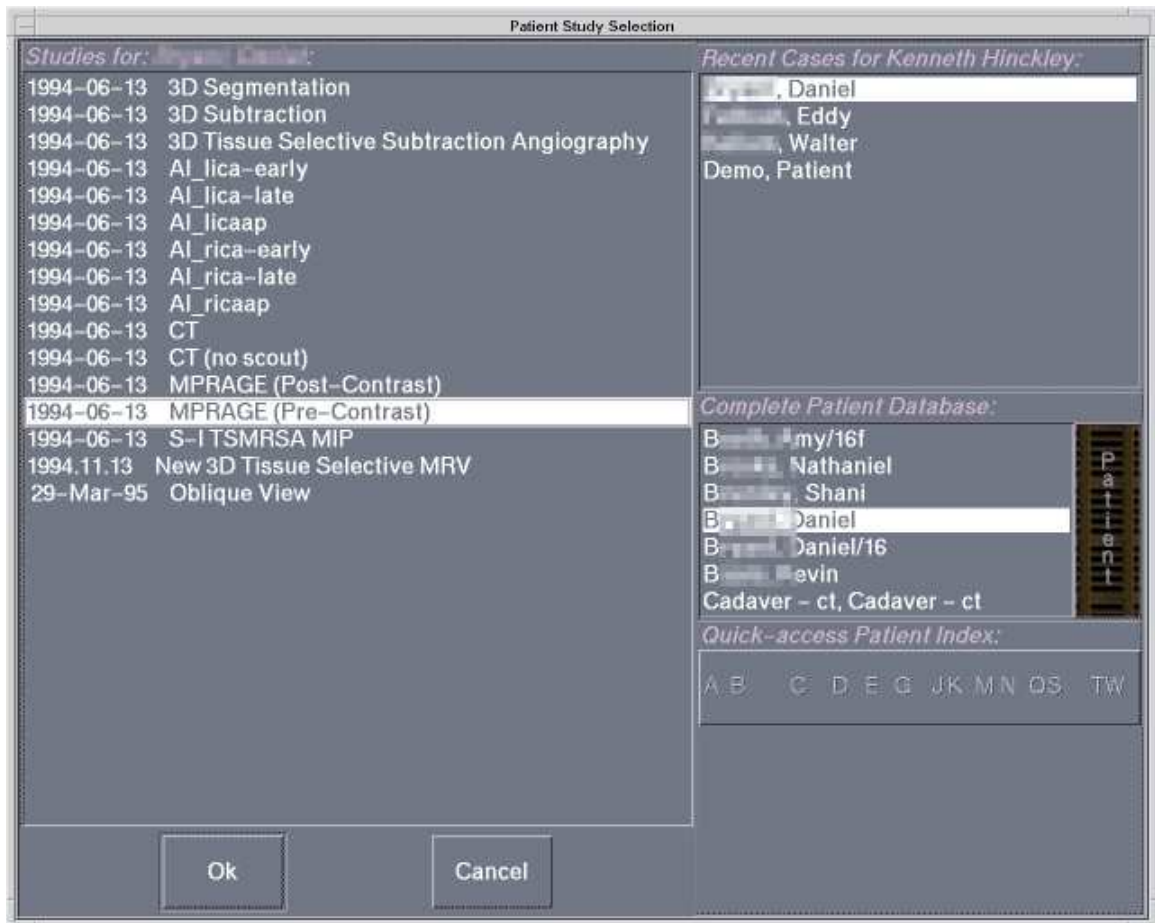 Patient Study Selection
Studies for:
1994-06-13 3D Segmentation
1994-06-13 3D Subtraction
1994-06-13 3D Tissue Selective Subtraction Angiography
1994-06-13 AI_lica-early
1994-06-13 AI_lica-late
1994-06-13 AI_licaap
1994-06-13 AI_rica-early
1994-06-13 AI_rica-late
1994-06-13 AI_ricaap
1994-06-13 CT
1994-06-13 CT (no scout)
1994-06-13 MPRAGE (Post-Contrast)
1994-06-13 MPRAGE (Pre-Contrast)
1994-06-13 S-I TSMRSA MIP
1994.11.13 New 3D Tissue Selective MRV
29-Mar-95 Oblique View
Ok
Cancel
Recent Cases for Kenneth Hinckley:
, Daniel
, Eddy
, Walter
Demo, Patient
Complete Patient Database:
B my/16f
B Nathaniel
B , Shani
B Daniel
B Daniel/16
B evin
Cadaver - ct, Cadaver - ct
Patient
Quick-access Patient Index:
A B C D E G JK MN OS TW